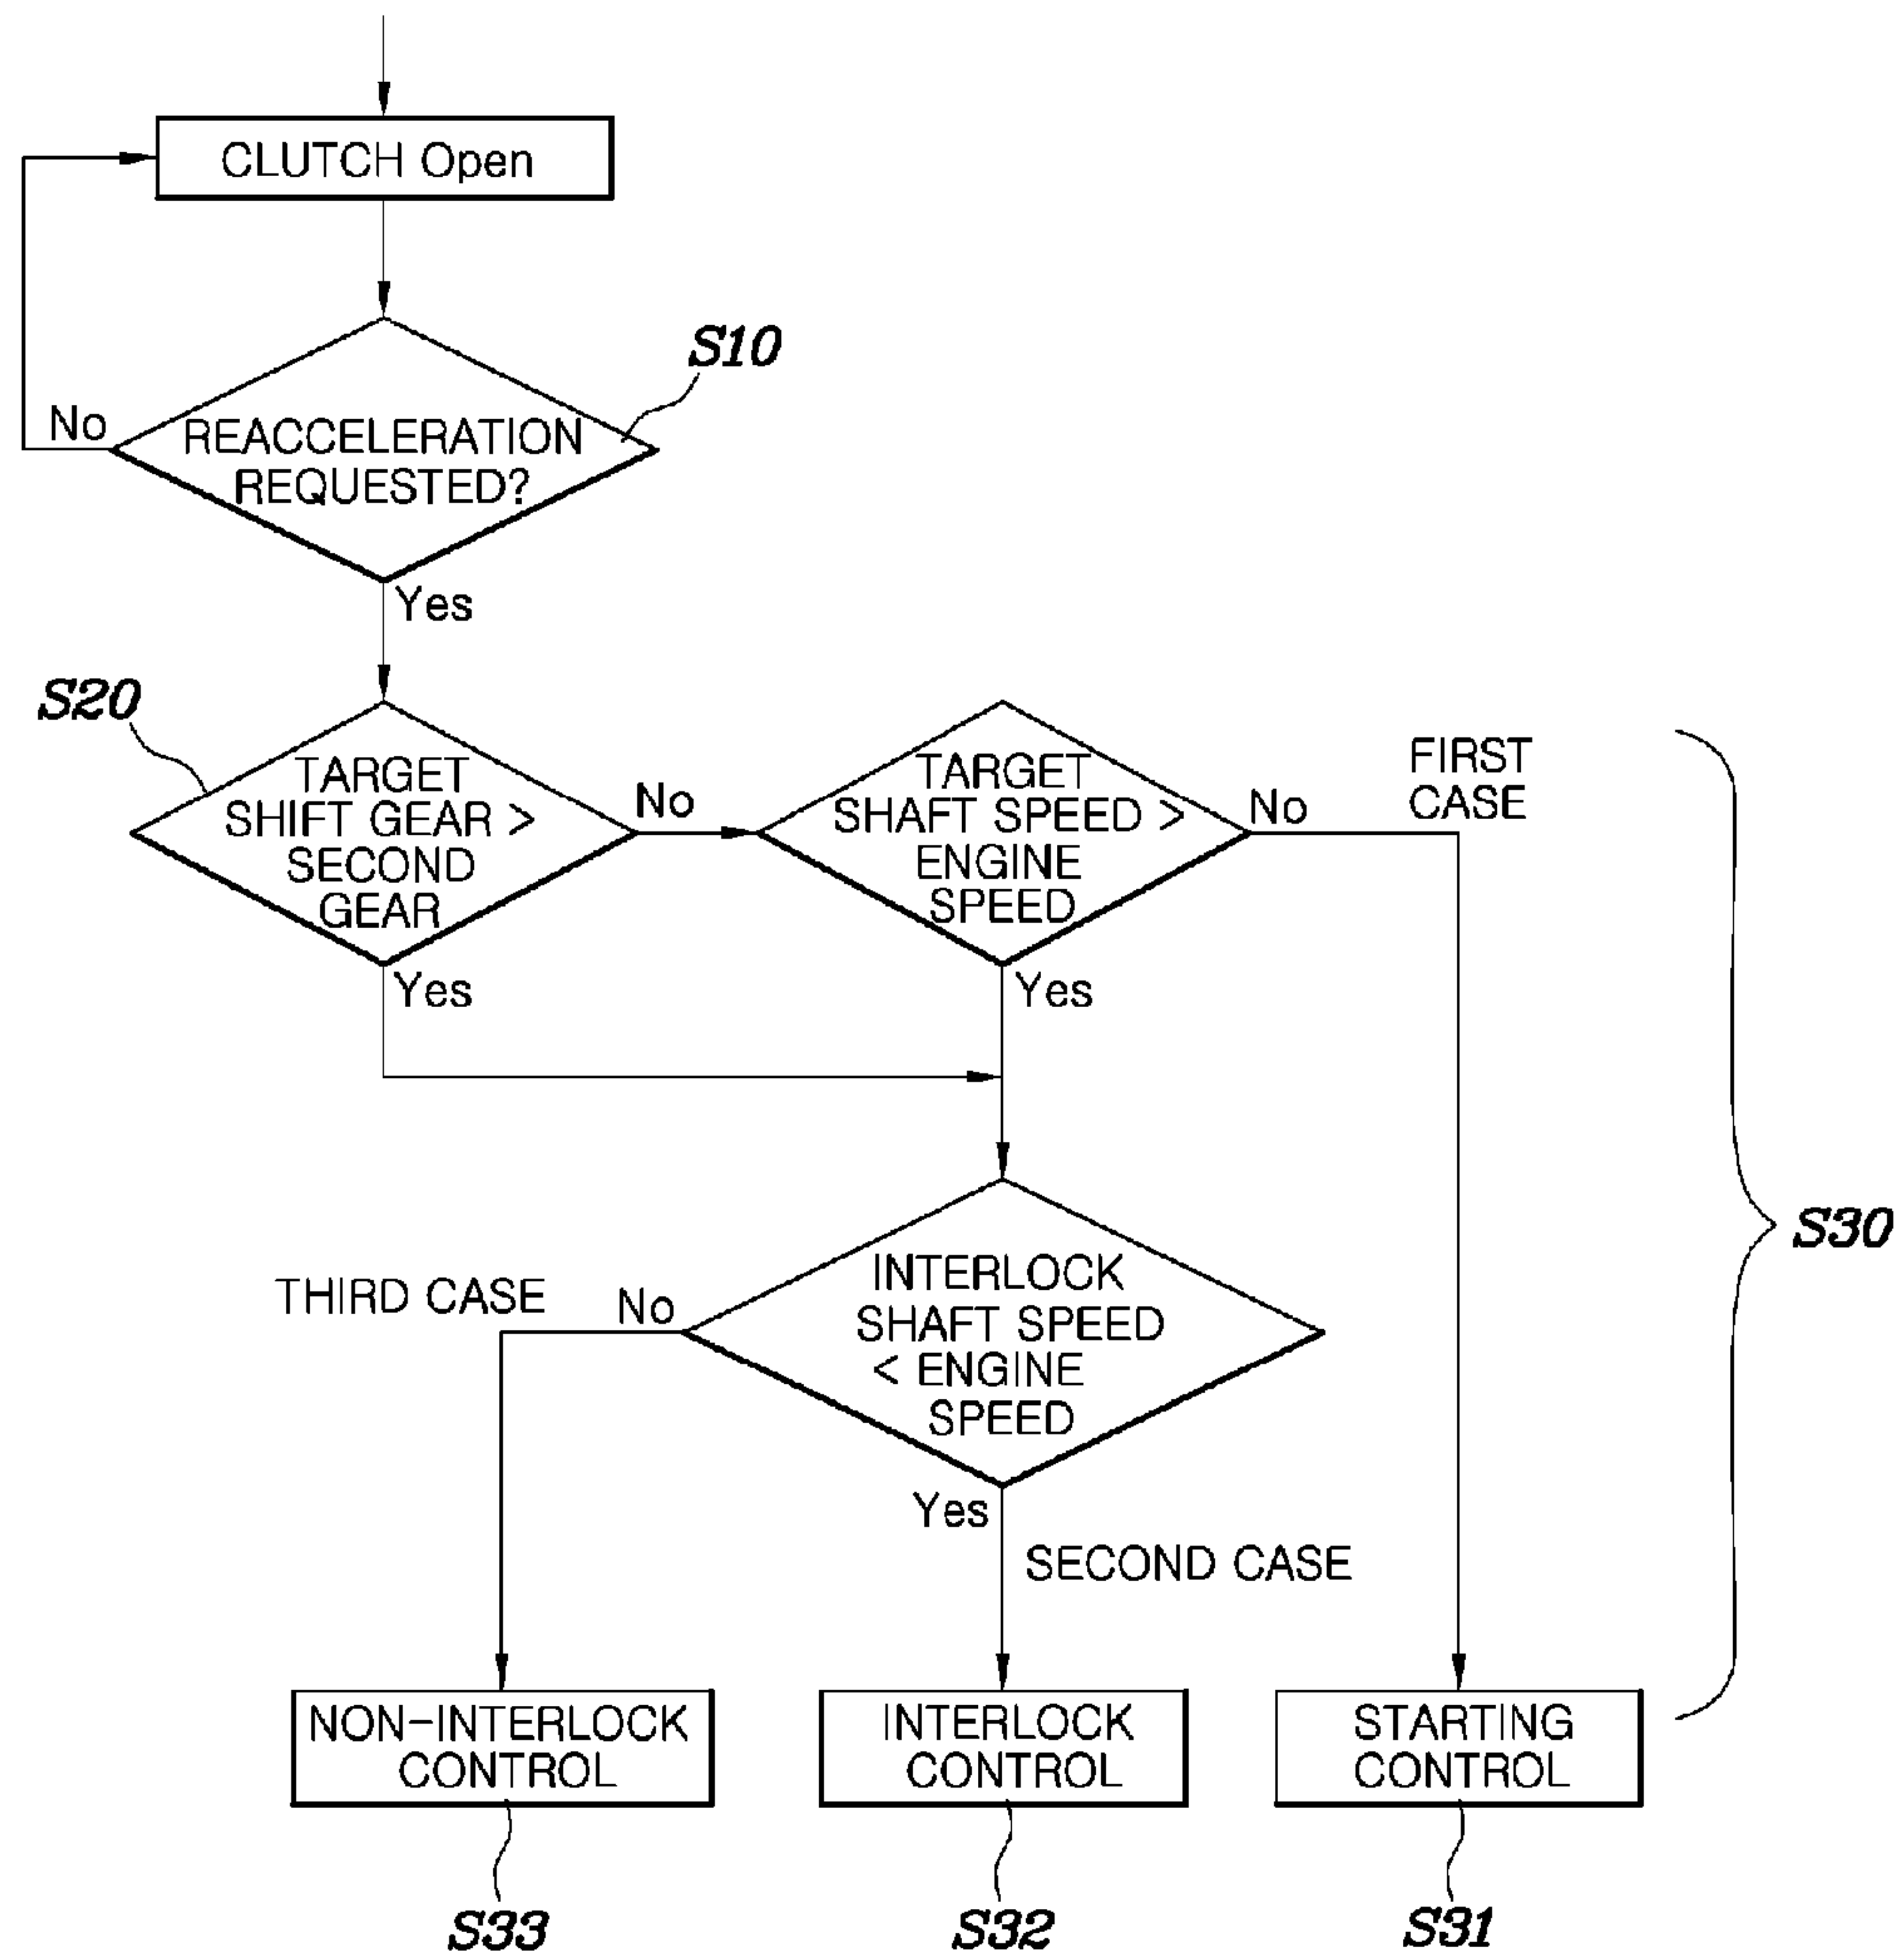 CLUTCH Open
S10
No
REACCELERATION
REQUESTED?
Yes
S20
TARGET
SHIFT GEAR >
SECOND
GEAR
No
Yes
TARGET
SHAFT SPEED >
ENGINE
SPEED
No
Yes
FIRST
CASE
S30
INTERLOCK
SHAFT SPEED
< ENGINE
SPEED
THIRD CASE
No
Yes
SECOND CASE
NON-INTERLOCK
CONTROL
INTERLOCK
CONTROL
STARTING
CONTROL
S33
S32
S31